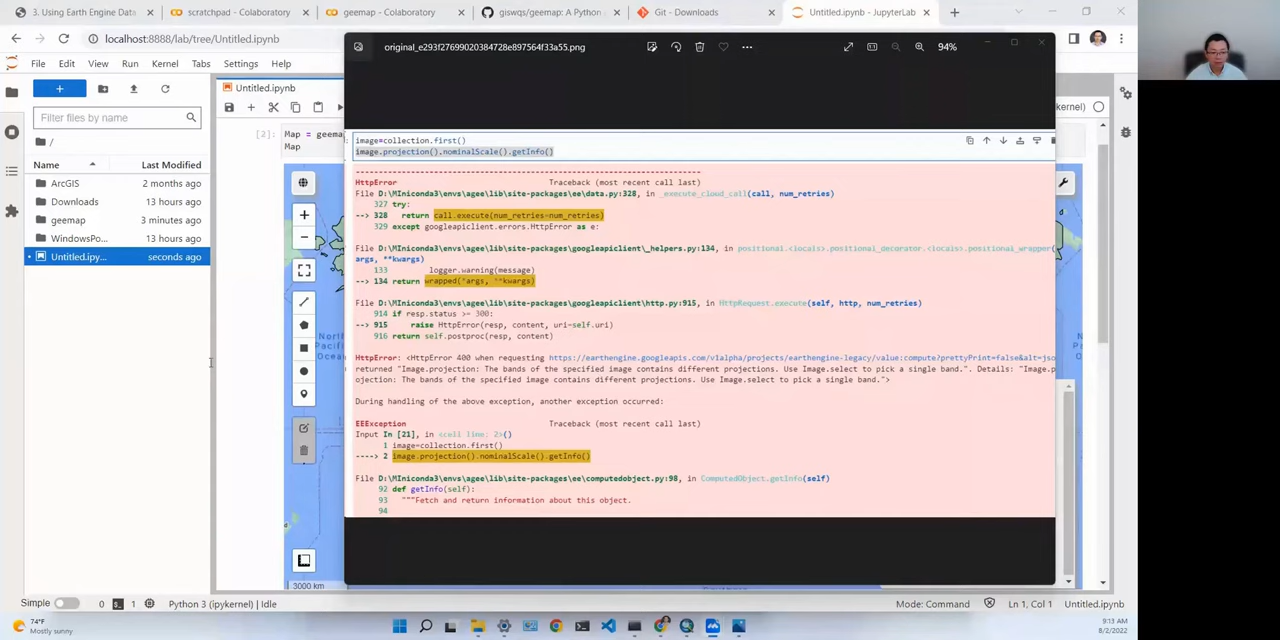 3. Using Earth Engine Data
scratchpad - Colaboratory
geemap - Colaboratory
giswqs/geemap: A Python
Git - Downloads
Untitled.ipynb - JupyterLab
localhost:8888/lab/tree/Untitled.ipynb
File Edit View Run Kernel Tabs Settings Help
original_e293f27699020384728e897564f33a55.png
94%
Untitled.ipynb
Filter files by name
kernel)
/
Name Last Modified
ArcGIS 2 months ago
Downloads 13 hours ago
geemap 3 minutes ago
WindowsPo... 13 hours ago
Untitled.ipy... seconds ago
[2]: Map = geemap
Map
image=collection.first()
image.projection().nominalScale().getInfo()
HttpError Traceback (most recent call last)
File D:\MIniconda3\envs\agee\lib\site-packages\ee\data.py:328, in _execute_cloud_call(call, num_retries)
327 try:
--> 328 return call.execute(num_retries=num_retries)
329 except googleapiclient.errors.HttpError as e:
File D:\MIniconda3\envs\agee\lib\site-packages\googleapiclient\_helpers.py:134, in positional.<locals>.positional_decorator.<locals>.positional_wrapper(
args, **kwargs)
133 logger.warning(message)
--> 134 return wrapped(*args, **kwargs)
File D:\MIniconda3\envs\agee\lib\site-packages\googleapiclient\http.py:915, in HttpRequest.execute(self, http, num_retries)
914 if resp.status >= 300:
--> 915 raise HttpError(resp, content, uri=self.uri)
916 return self.postproc(resp, content)
HttpError: <HttpError 400 when requesting https://earthengine.googleapis.com/v1alpha/projects/earthengine-legacy/value:compute?prettyPrint=false&alt=jso
returned "Image.projection: The bands of the specified image contains different projections. Use Image.select to pick a single band.". Details: "Image.p
ojection: The bands of the specified image contains different projections. Use Image.select to pick a single band.">
During handling of the above exception, another exception occurred:
EEException Traceback (most recent call last)
Input In [21], in <cell line: 2>()
1 image=collection.first()
----> 2 image.projection().nominalScale().getInfo()
File D:\MIniconda3\envs\agee\lib\site-packages\ee\computedobject.py:98, in ComputedObject.getInfo(self)
92 def getInfo(self):
93 """Fetch and return information about this object.
94
3000 km
Simple 0 1 Python 3 (ipykernel) | Idle
Mode: Command Ln 1, Col 1 Untitled.ipynb
74°F
Mostly sunny
9:13 AM
8/2/2022